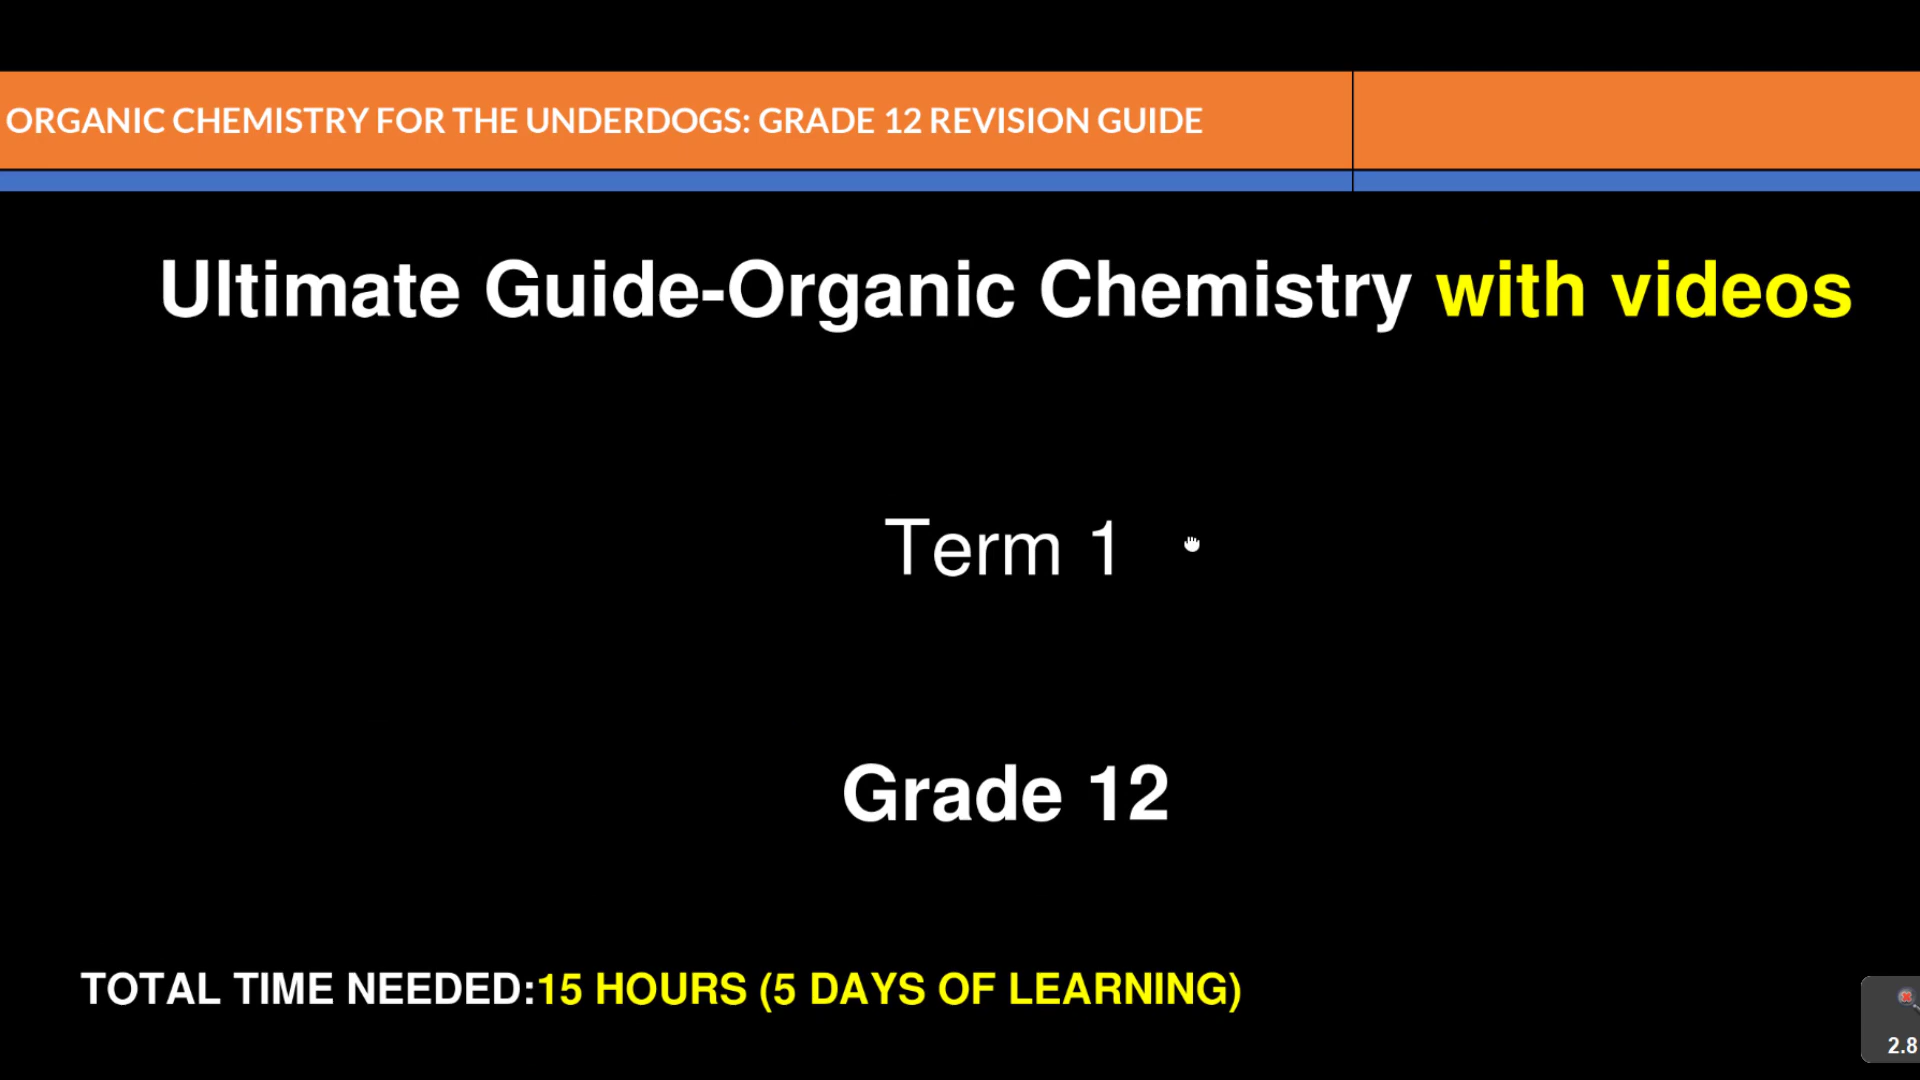 ORGANIC CHEMISTRY FOR THE UNDERDOGS: GRADE 12 REVISION GUIDE
Ultimate Guide-Organic Chemistry with videos
Term 1
Grade 12
TOTAL TIME NEEDED:15 HOURS (5 DAYS OF LEARNING)
2.8